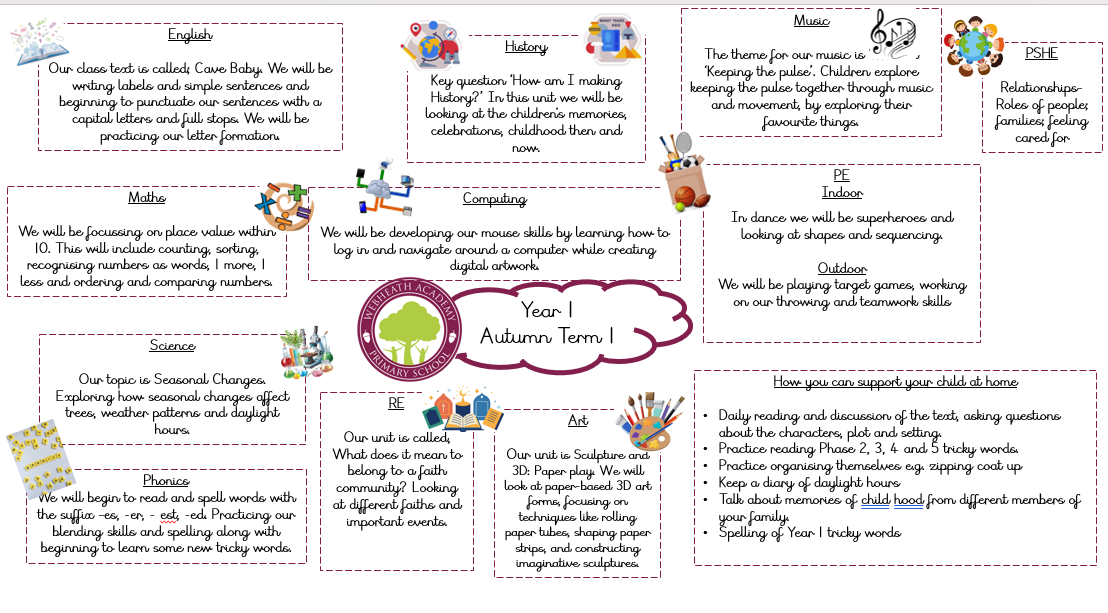 English
Our class text is called; Cave Baby. We will be
writing labels and simple sentences and
beginning to punctuate our sentences with a
capital letters and full stops. We will be
practicing our letter formation.
History
Key question 'How am I making
History?' In this unit we will be
looking at the children's memories,
celebrations, childhood then and
now.
MANY YEARS
AGO
Music
The theme for our music is
'Keeping the pulse'. Children explore
keeping the pulse together through music
and movement, by exploring their
favourite things.
PSHE
Relationships-
Roles of people;
families; feeling
cared for
Maths
We will be focussing on place value within
10. This will include counting, sorting,
recognising numbers as words, 1 more, 1
less and ordering and comparing numbers.
Computing
We will be developing our mouse skills by learning how to
log in and navigate around a computer while creating
digital artwork.
PE
Indoor
In dance we will be superheroes and
looking at shapes and sequencing.
Outdoor
We will be playing target games, working
on our throwing and teamwork skills
WEBHEATH ACADEMY
PRIMARY SCHOOL
Year 1
Autumn Term 1
Science
Our topic is Seasonal Changes.
Exploring how seasonal changes affect
trees, weather patterns and daylight
hours.
Phonics
We will begin to read and spell words with
the suffix –es, -er, - est, -ed. Practicing our
blending skills and spelling along with
beginning to learn some new tricky words.
RE
Our unit is called;
What does it mean to
belong to a faith
community? Looking
at different faiths and
important events.
Art
Our unit is Sculpture and
3D: Paper play. We will
look at paper-based 3D art
forms, focusing on
techniques like rolling
paper tubes, shaping paper
strips, and constructing
imaginative sculptures.
How you can support your child at home
• Daily reading and discussion of the text, asking questions
about the characters, plot and setting.
• Practice reading Phase 2, 3, 4 and 5 tricky words.
• Practice organising themselves e.g. zipping coat up
• Keep a diary of daylight hours
• Talk about memories of child hood from different members of
your family.
• Spelling of Year 1 tricky words